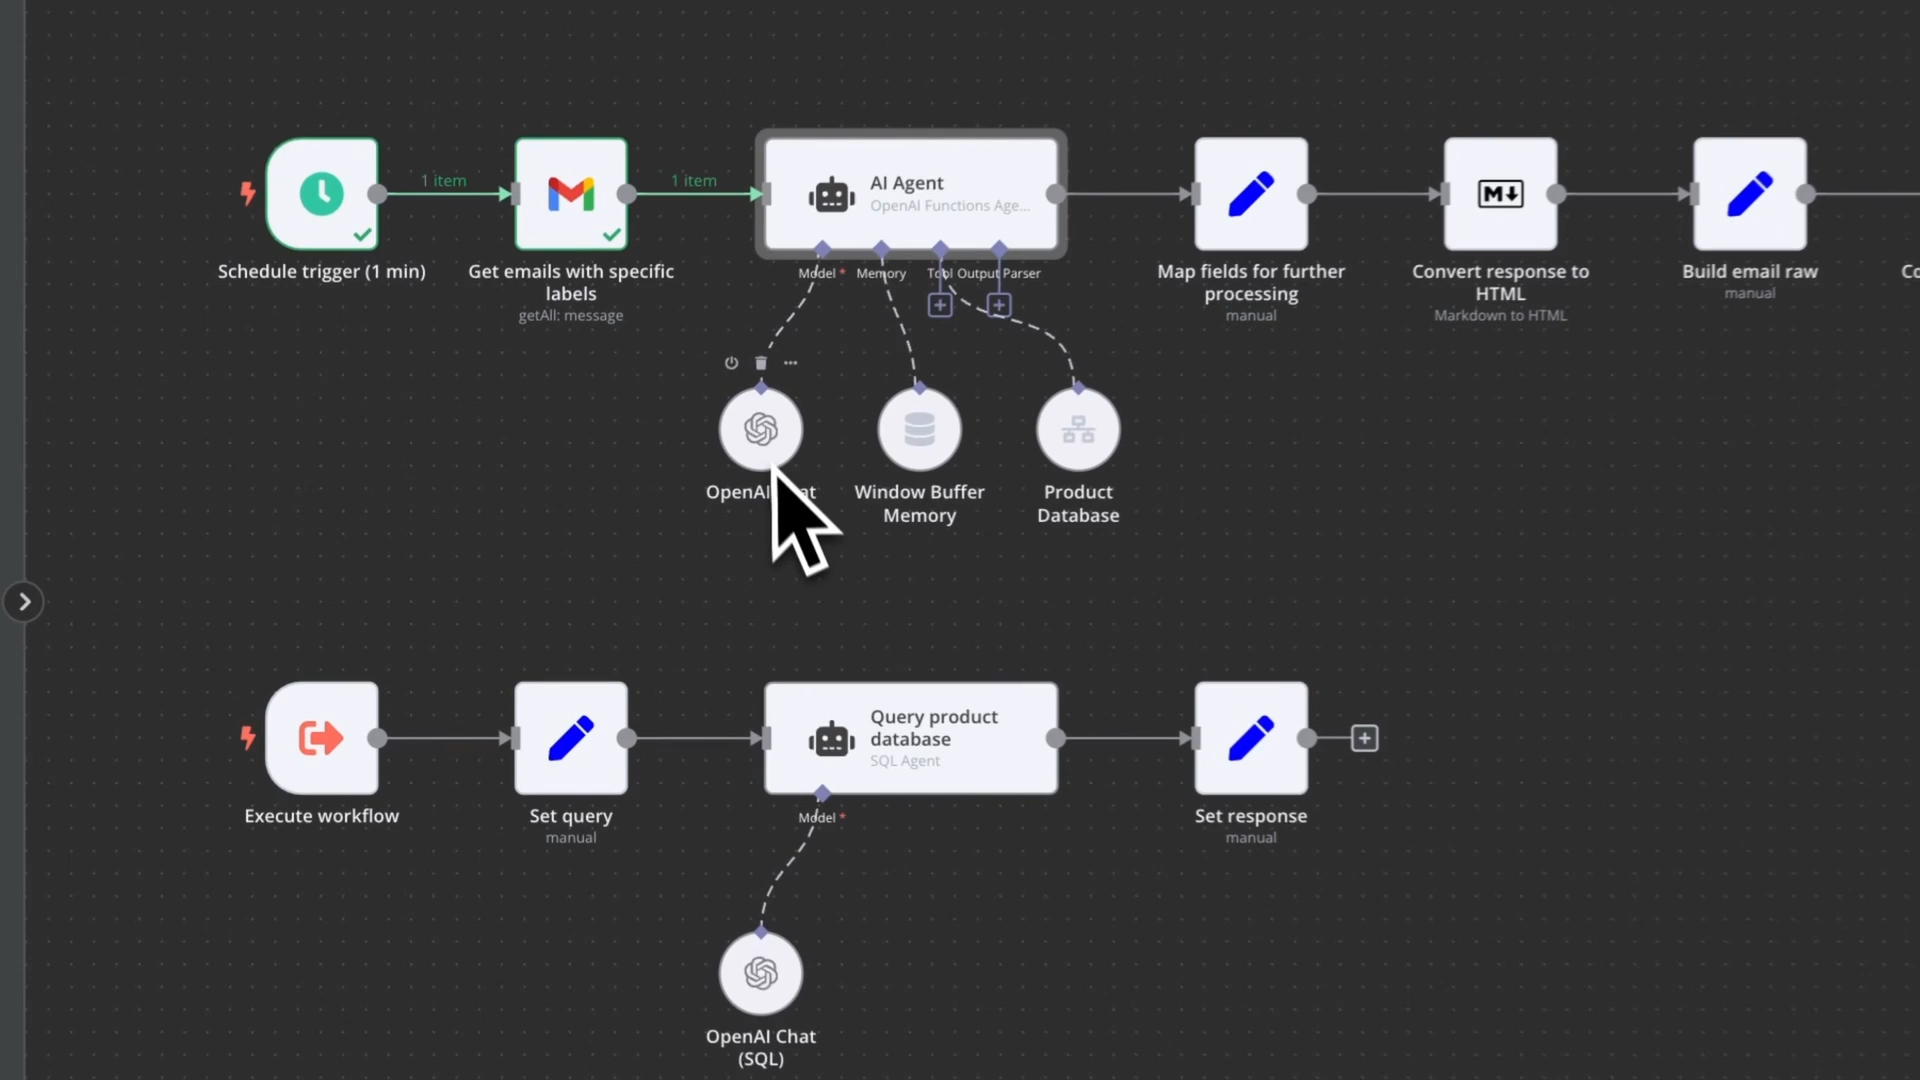 1 item
1 item
AI Agent
OpenAI Functions Age...
M
Schedule trigger (1 min)
Get emails with specific
labels
getAll: message
Model *
Memory
Tool
Output Parser
Map fields for further
processing
manual
Convert response to
HTML
Markdown to HTML
Build email raw
manual
Co
OpenAI
Window Buffer
Memory
Product
Database
Query product
database
SQL Agent
Execute workflow
Set query
manual
Model *
Set response
manual
OpenAI Chat
(SQL)